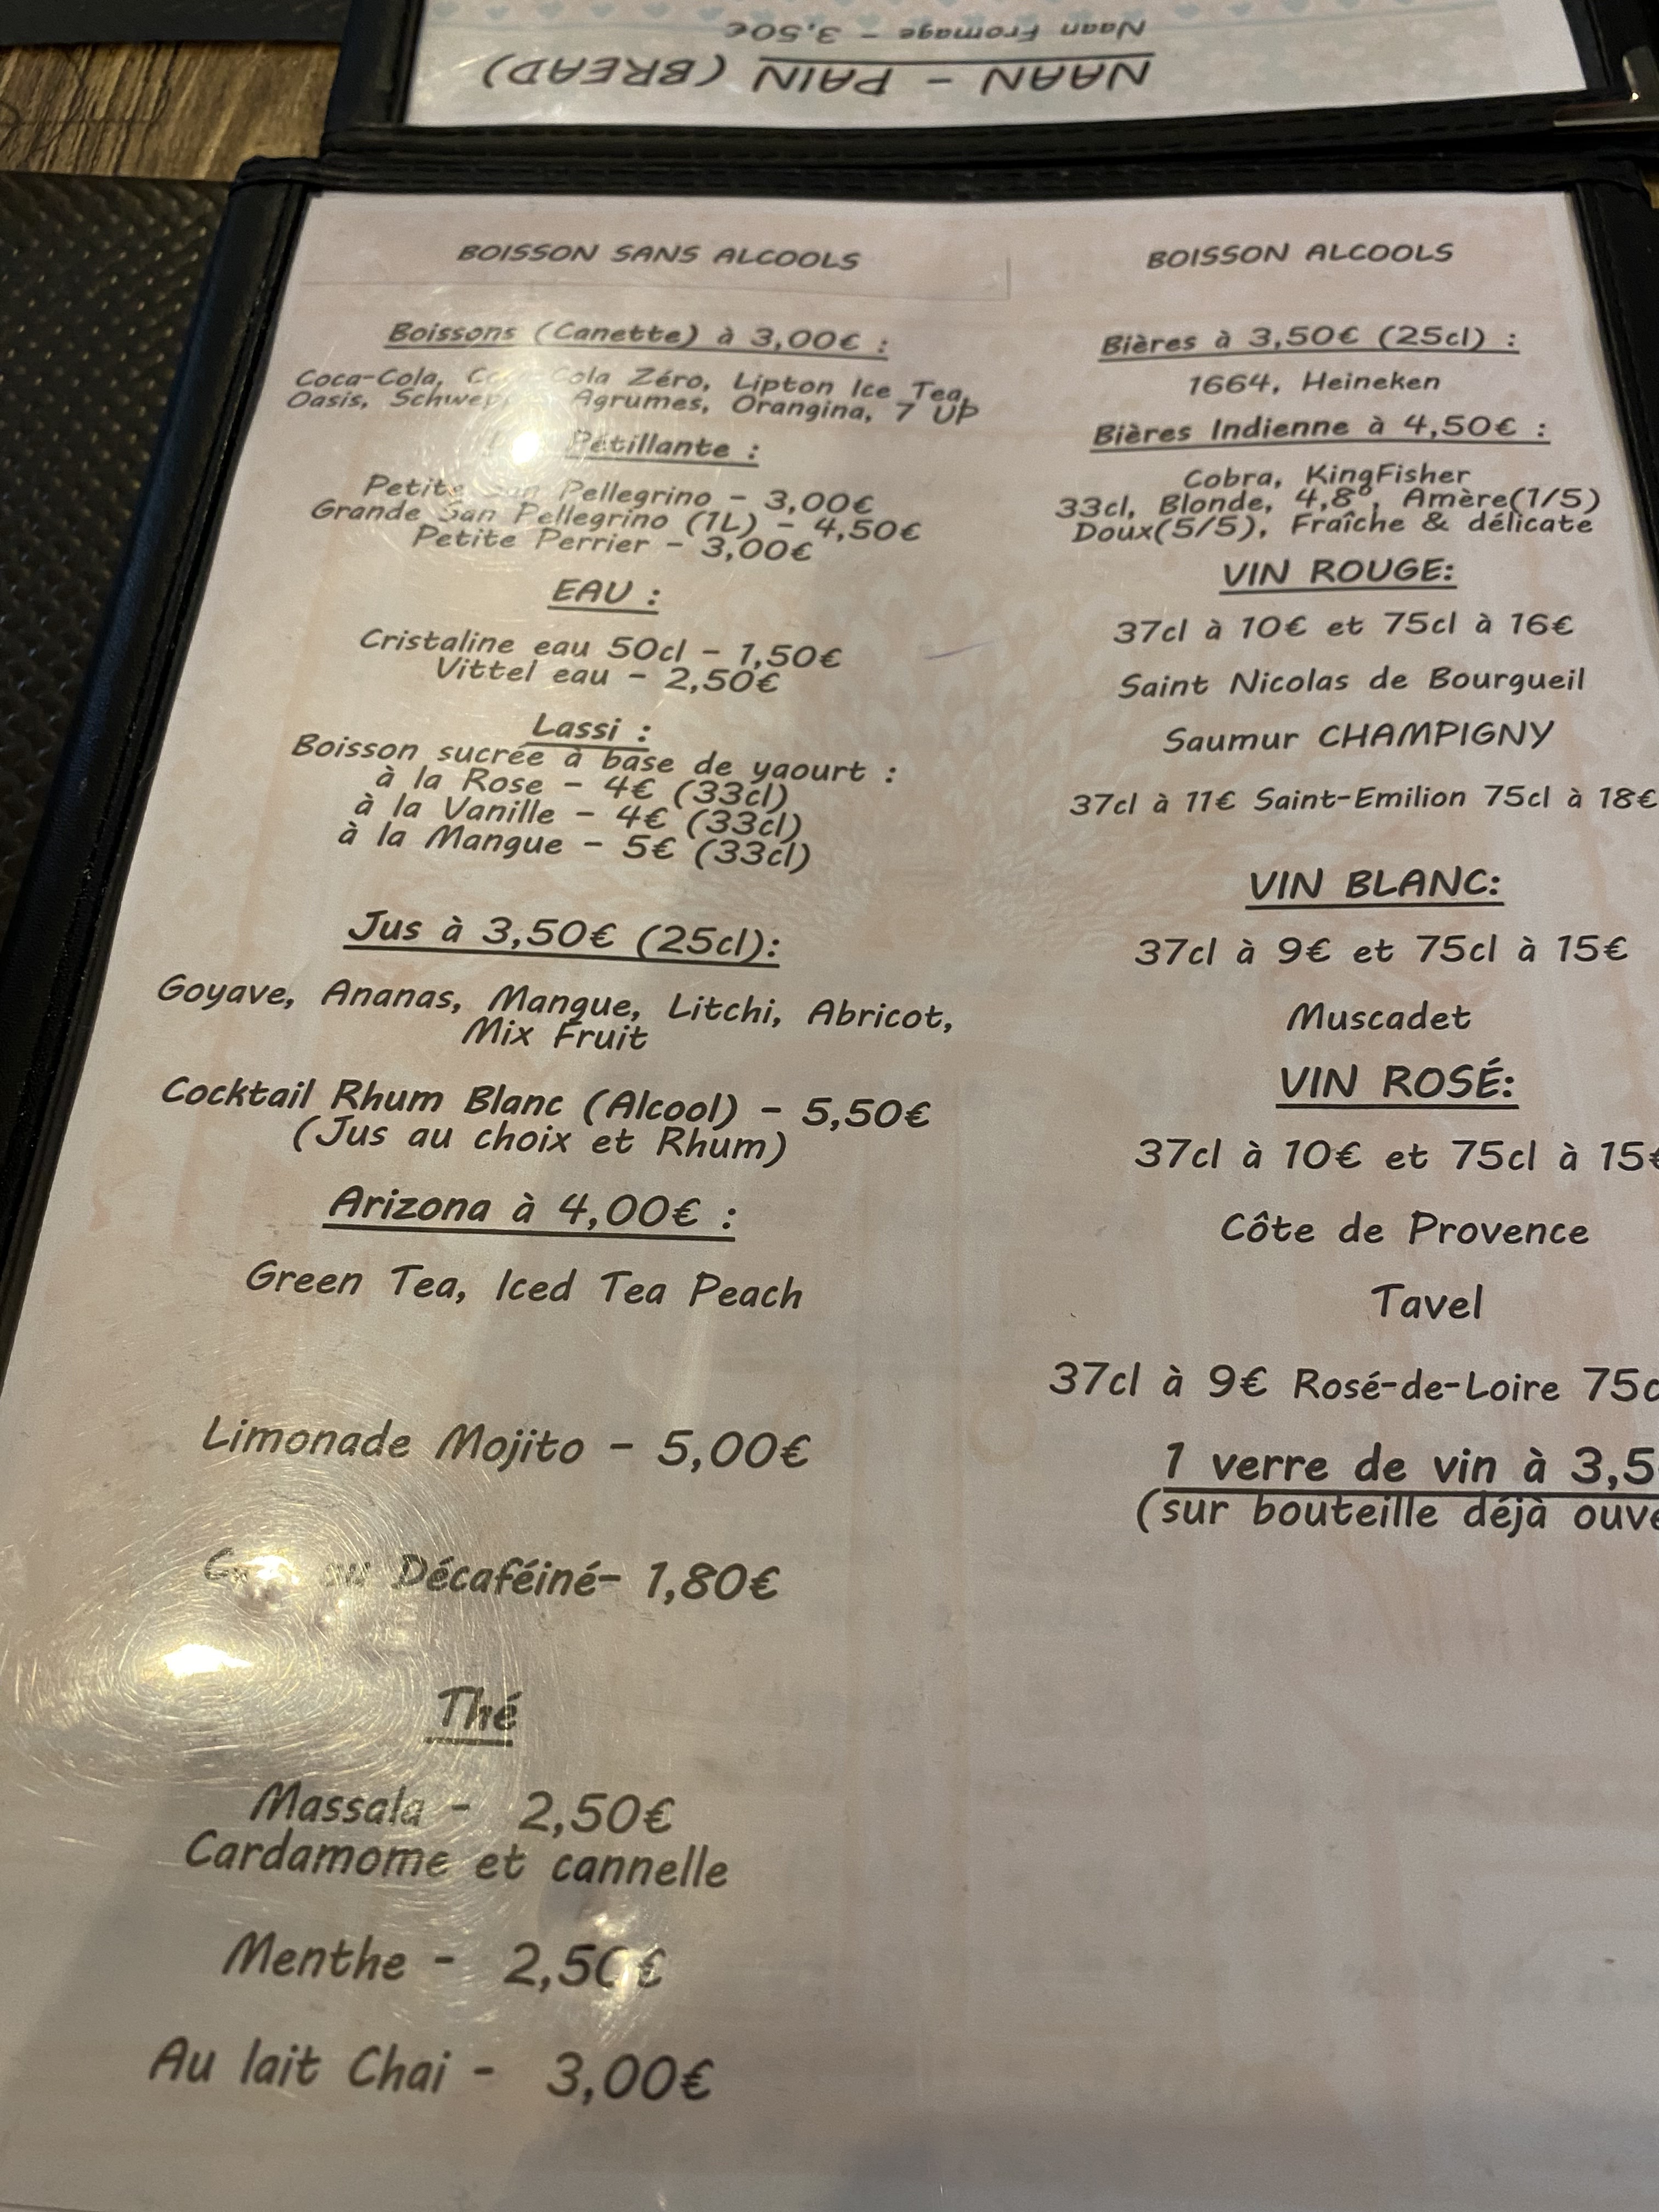 Naan Fromage - 3,50€
NAAN - PAIN (BREAD)
BOISSON SANS ALCOOLS
Boissons (Canette) à 3,00€ :
Coca-Cola, Cola Zéro, Lipton Ice Tea,
Oasis, Agrumes, Orangina, 7 UP
Pétillante :
Petite San Pellegrino - 3,00€
Grande San Pellegrino (1L) - 4,50€
Petite Perrier - 3,00€
EAU :
Cristaline eau 50cl - 1,50€
Vittel eau - 2,50€
Lassi :
Boisson sucrée à base de yaourt :
à la Rose - 4€ (33cl)
à la Vanille - 4€ (33cl)
à la Mangue - 5€ (33cl)
Jus à 3,50€ (25cl):
Goyave, Ananas, Mangue, Litchi, Abricot,
Mix Fruit
Cocktail Rhum Blanc (Alcool) - 5,50€
(Jus au choix et Rhum)
Arizona à 4,00€ :
Green Tea, Iced Tea Peach
Limonade Mojito - 5,00€
ou Décaféiné- 1,80€
Thé
Massala - 2,50€
Cardamome et cannelle
Menthe - 2,50€
Au lait Chai - 3,00€
BOISSON ALCOOLS
Bières à 3,50€ (25cl) :
1664, Heineken
Bières Indienne à 4,50€ :
Cobra, KingFisher
33cl, Blonde, 4,8°, Amère(1/5)
Doux(5/5), Fraîche & délicate
VIN ROUGE:
37cl à 10€ et 75cl à 16€
Saint Nicolas de Bourgueil
Saumur CHAMPIGNY
37cl à 11€ Saint-Emilion 75cl à 18€
VIN BLANC:
37cl à 9€ et 75cl à 15€
Muscadet
VIN ROSÉ:
37cl à 10€ et 75cl à 15€
Côte de Provence
Tavel
37cl à 9€ Rosé-de-Loire 75c
1 verre de vin à 3,5
(sur bouteille déjà ouve